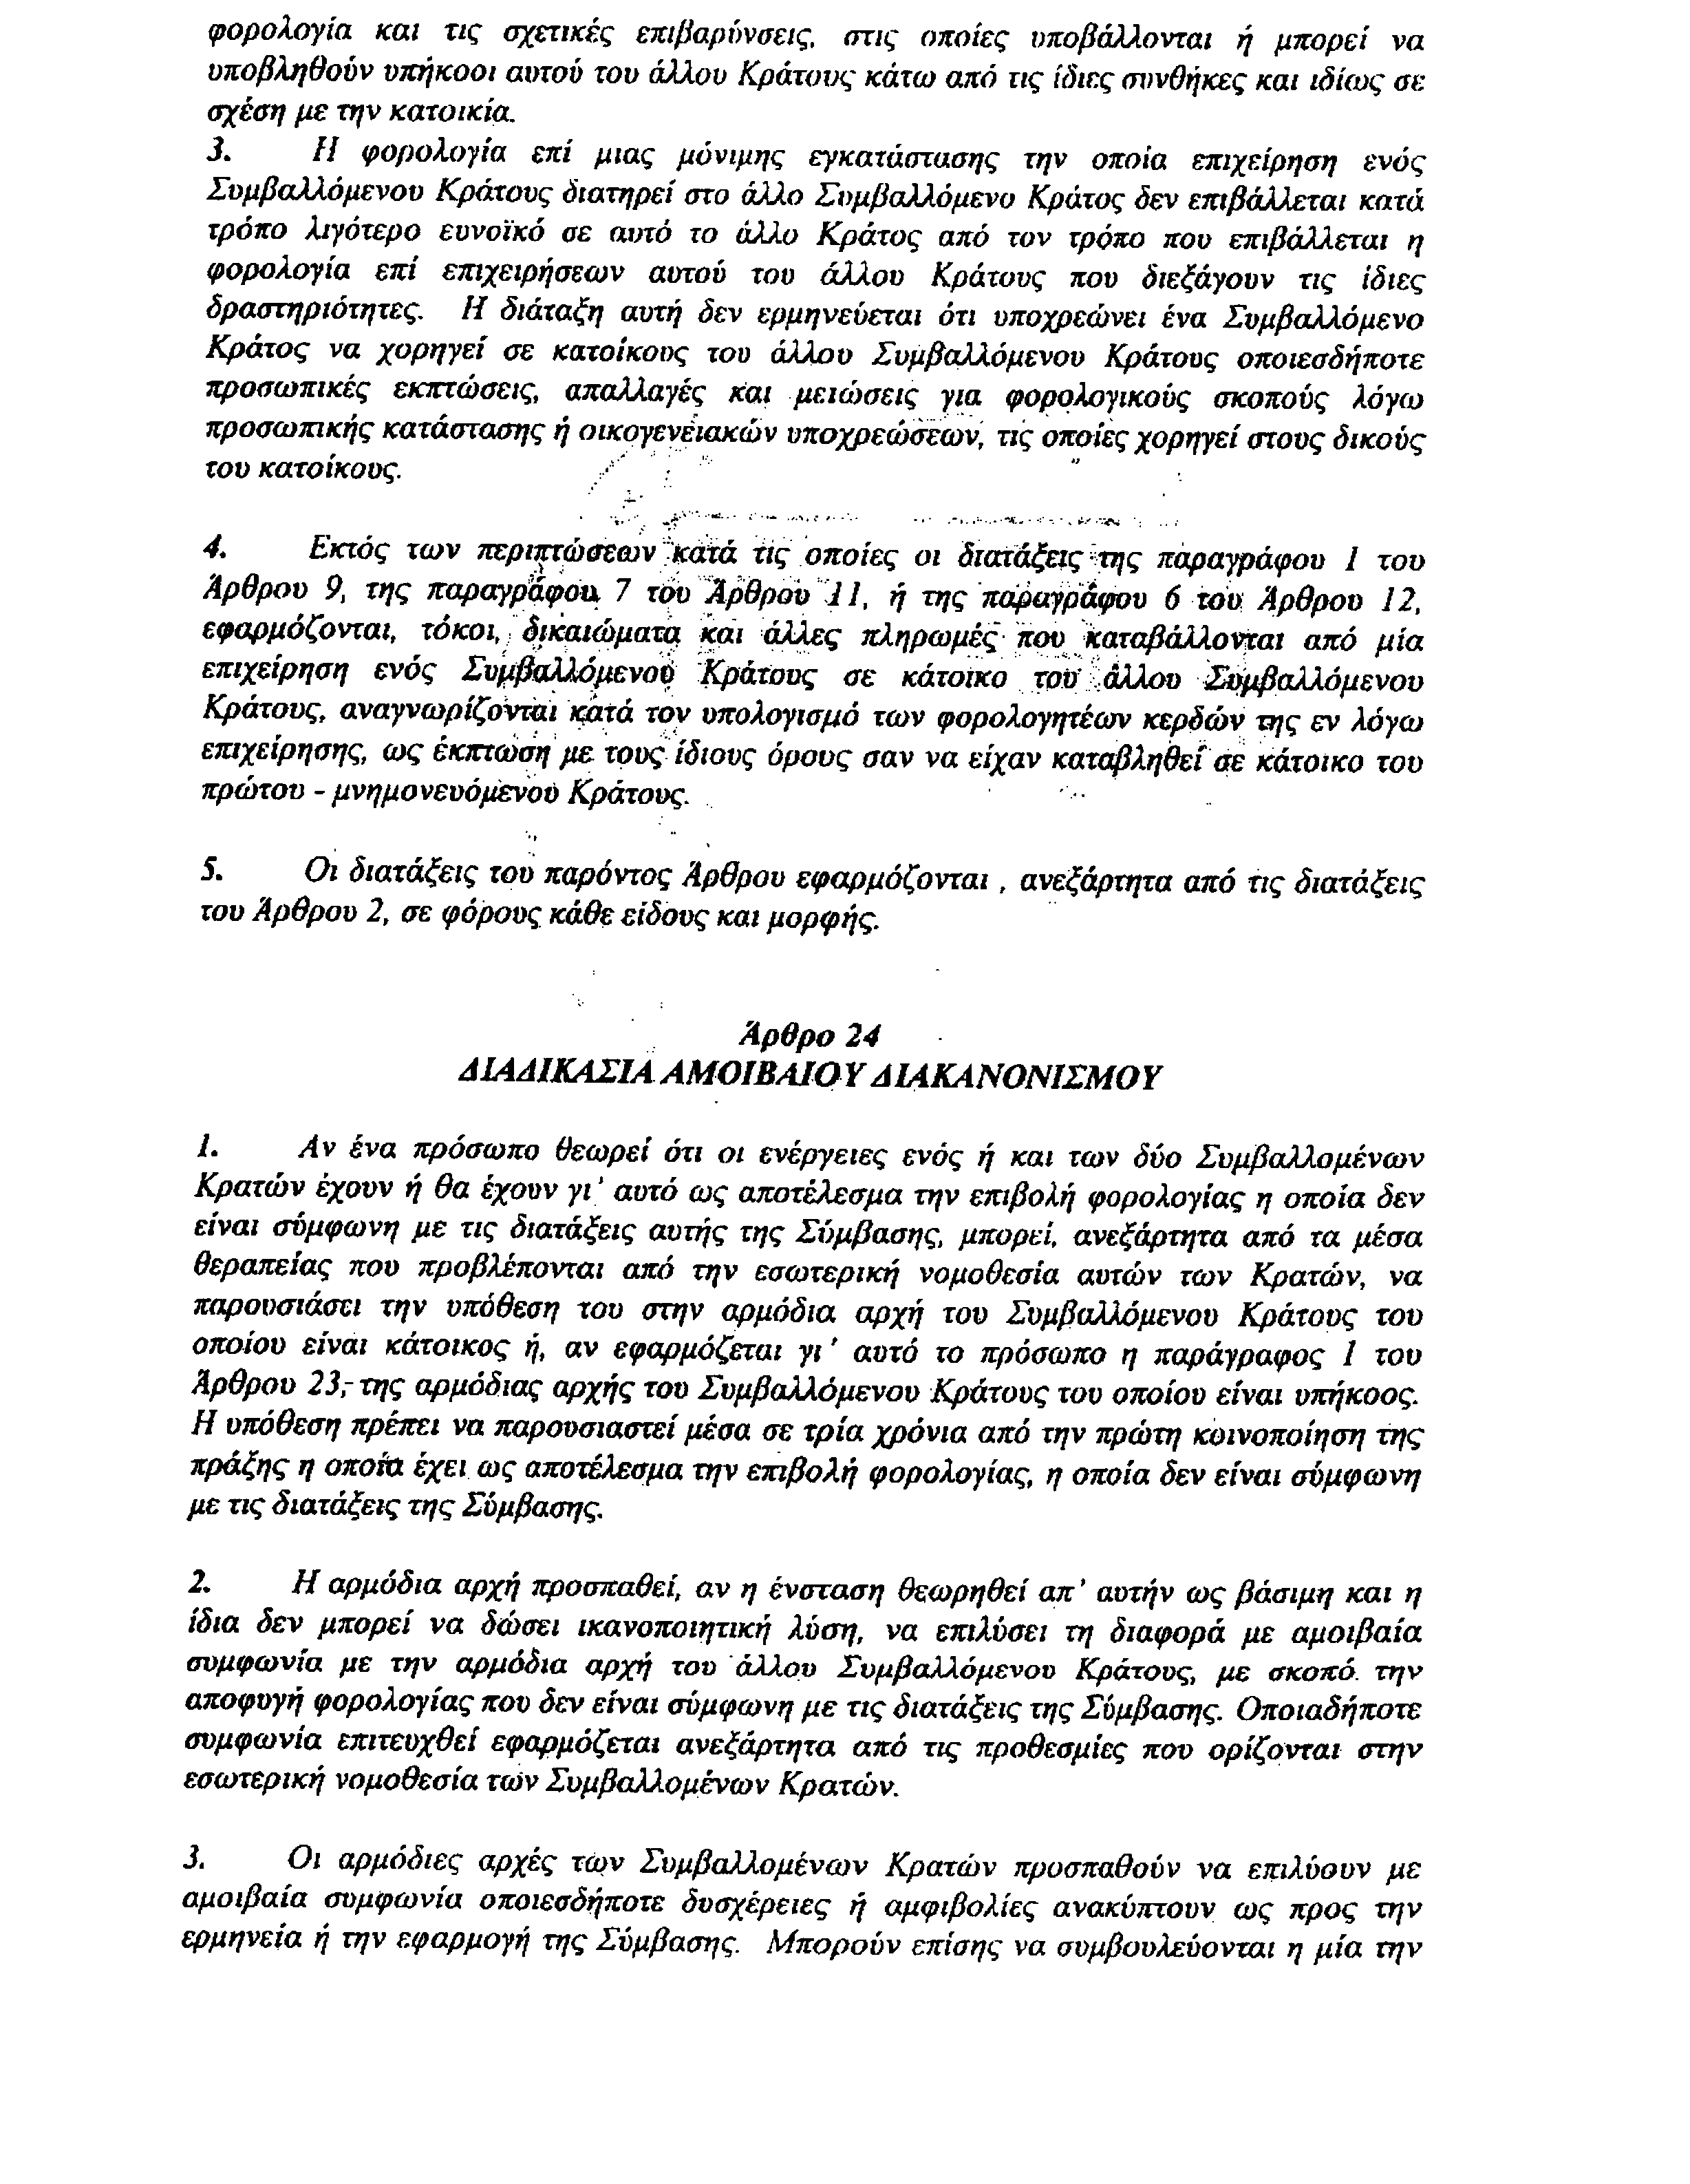 φορολογία και τις σχετικές επιβαρύνσεις, στις οποίες υποβάλλονται ή μπορεί να
υποβληθούν υπήκοοι αυτού του άλλου Κράτους κάτω από τις ίδιες συνθήκες και ιδίως σε
σχέση με την κατοικία.
3. Η φορολογία επί μιας μόνιμης εγκατάστασης την οποία επιχείρηση ενός
Συμβαλλόμενου Κράτους διατηρεί στο άλλο Συμβαλλόμενο Κράτος δεν επιβάλλεται κατά
τρόπο λιγότερο ευνοϊκό σε αυτό το άλλο Κράτος από τον τρόπο που επιβάλλεται η
φορολογία επί επιχειρήσεων αυτού του άλλου Κράτους που διεξάγουν τις ίδιες
δραστηριότητες. Η διάταξη αυτή δεν ερμηνεύεται ότι υποχρεώνει ένα Συμβαλλόμενο
Κράτος να χορηγεί σε κατοίκους του άλλου Συμβαλλόμενου Κράτους οποιεσδήποτε
προσωπικές εκπτώσεις, απαλλαγές και μειώσεις για φορολογικούς σκοπούς λόγω
προσωπικής κατάστασης ή οικογενειακών υποχρεώσεων, τις οποίες χορηγεί στους δικούς
του κατοίκους.
4. Εκτός των περιπτώσεων κατά τις οποίες οι διατάξεις της παραγράφου 1 του
Άρθρου 9, της παραγράφου 7 του Άρθρου 11, ή της παραγράφου 6 του Άρθρου 12,
εφαρμόζονται, τόκοι, δικαιώματα και άλλες πληρωμές που καταβάλλονται από μία
επιχείρηση ενός Συμβαλλόμενου Κράτους σε κάτοικο του άλλου Συμβαλλόμενου
Κράτους, αναγνωρίζονται κατά τον υπολογισμό των φορολογητέων κερδών της εν λόγω
επιχείρησης, ως έκπτωση με τους ίδιους όρους σαν να είχαν καταβληθεί σε κάτοικο του
πρώτου - μνημονευόμενου Κράτους.
5. Οι διατάξεις του παρόντος Άρθρου εφαρμόζονται , ανεξάρτητα από τις διατάξεις
του Άρθρου 2, σε φόρους κάθε είδους και μορφής.
Άρθρο 24
ΔΙΑΔΙΚΑΣΙΑ ΑΜΟΙΒΑΙΟΥ ΔΙΑΚΑΝΟΝΙΣΜΟΥ
1. Αν ένα πρόσωπο θεωρεί ότι οι ενέργειες ενός ή και των δύο Συμβαλλομένων
Κρατών έχουν ή θα έχουν γι' αυτό ως αποτέλεσμα την επιβολή φορολογίας η οποία δεν
είναι σύμφωνη με τις διατάξεις αυτής της Σύμβασης, μπορεί, ανεξάρτητα από τα μέσα
θεραπείας που προβλέπονται από την εσωτερική νομοθεσία αυτών των Κρατών, να
παρουσιάσει την υπόθεση του στην αρμόδια αρχή του Συμβαλλόμενου Κράτους του
οποίου είναι κάτοικος ή, αν εφαρμόζεται γι' αυτό το πρόσωπο η παράγραφος 1 του
Άρθρου 23, της αρμόδιας αρχής του Συμβαλλόμενου Κράτους του οποίου είναι υπήκοος.
Η υπόθεση πρέπει να παρουσιαστεί μέσα σε τρία χρόνια από την πρώτη κοινοποίηση της
πράξης η οποία έχει ως αποτέλεσμα την επιβολή φορολογίας, η οποία δεν είναι σύμφωνη
με τις διατάξεις της Σύμβασης.
2. Η αρμόδια αρχή προσπαθεί, αν η ένσταση θεωρηθεί απ' αυτήν ως βάσιμη και η
ίδια δεν μπορεί να δώσει ικανοποιητική λύση, να επιλύσει τη διαφορά με αμοιβαία
συμφωνία με την αρμόδια αρχή του άλλου Συμβαλλόμενου Κράτους, με σκοπό την
αποφυγή φορολογίας που δεν είναι σύμφωνη με τις διατάξεις της Σύμβασης. Οποιαδήποτε
συμφωνία επιτευχθεί εφαρμόζεται ανεξάρτητα από τις προθεσμίες που ορίζονται στην
εσωτερική νομοθεσία των Συμβαλλομένων Κρατών.
3. Οι αρμόδιες αρχές των Συμβαλλομένων Κρατών προσπαθούν να επιλύουν με
αμοιβαία συμφωνία οποιεσδήποτε δυσχέρειες ή αμφιβολίες ανακύπτουν ως προς την
ερμηνεία ή την εφαρμογή της Σύμβασης. Μπορούν επίσης να συμβουλεύονται η μία την